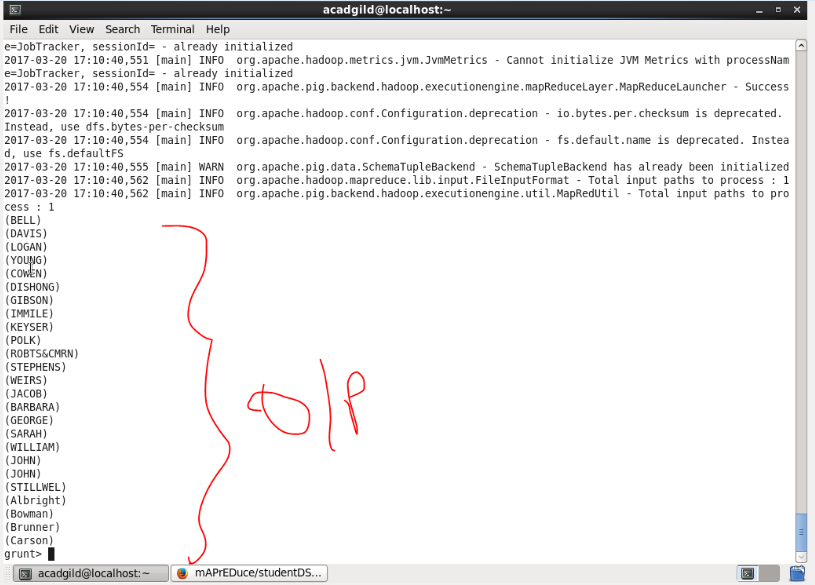 acadgild@localhost:~
File Edit View Search Terminal Help
e=JobTracker, sessionId= - already initialized
2017-03-20 17:10:40,551 [main] INFO  org.apache.hadoop.metrics.jvm.JvmMetrics - Cannot initialize JVM Metrics with processNam
e=JobTracker, sessionId= - already initialized
2017-03-20 17:10:40,554 [main] INFO  org.apache.pig.backend.hadoop.executionengine.mapReduceLayer.MapReduceLauncher - Success
!
2017-03-20 17:10:40,554 [main] INFO  org.apache.hadoop.conf.Configuration.deprecation - io.bytes.per.checksum is deprecated.
Instead, use dfs.bytes-per-checksum
2017-03-20 17:10:40,554 [main] INFO  org.apache.hadoop.conf.Configuration.deprecation - fs.default.name is deprecated. Instea
d, use fs.defaultFS
2017-03-20 17:10:40,555 [main] WARN  org.apache.pig.data.SchemaTupleBackend - SchemaTupleBackend has already been initialized
2017-03-20 17:10:40,562 [main] INFO  org.apache.hadoop.mapreduce.lib.input.FileInputFormat - Total input paths to process : 1
2017-03-20 17:10:40,562 [main] INFO  org.apache.pig.backend.hadoop.executionengine.util.MapRedUtil - Total input paths to pro
cess : 1
(BELL)
(DAVIS)
(LOGAN)
(YOUNG)
(COWEN)
(DISHONG)
(GIBSON)
(IMMILE)
(KEYSER)
(POLK)
(ROBTS&CMRN)
(STEPHENS)
(WEIRS)
(JACOB)
(BARBARA)
(GEORGE)
(SARAH)
(WILLIAM)
(JOHN)
(JOHN)
(STILLWEL)
(Albright)
(Bowman)
(Brunner)
(Carson)
grunt>
O/P
acadgild@localhost:~
mAPrEDuce/studentDS...